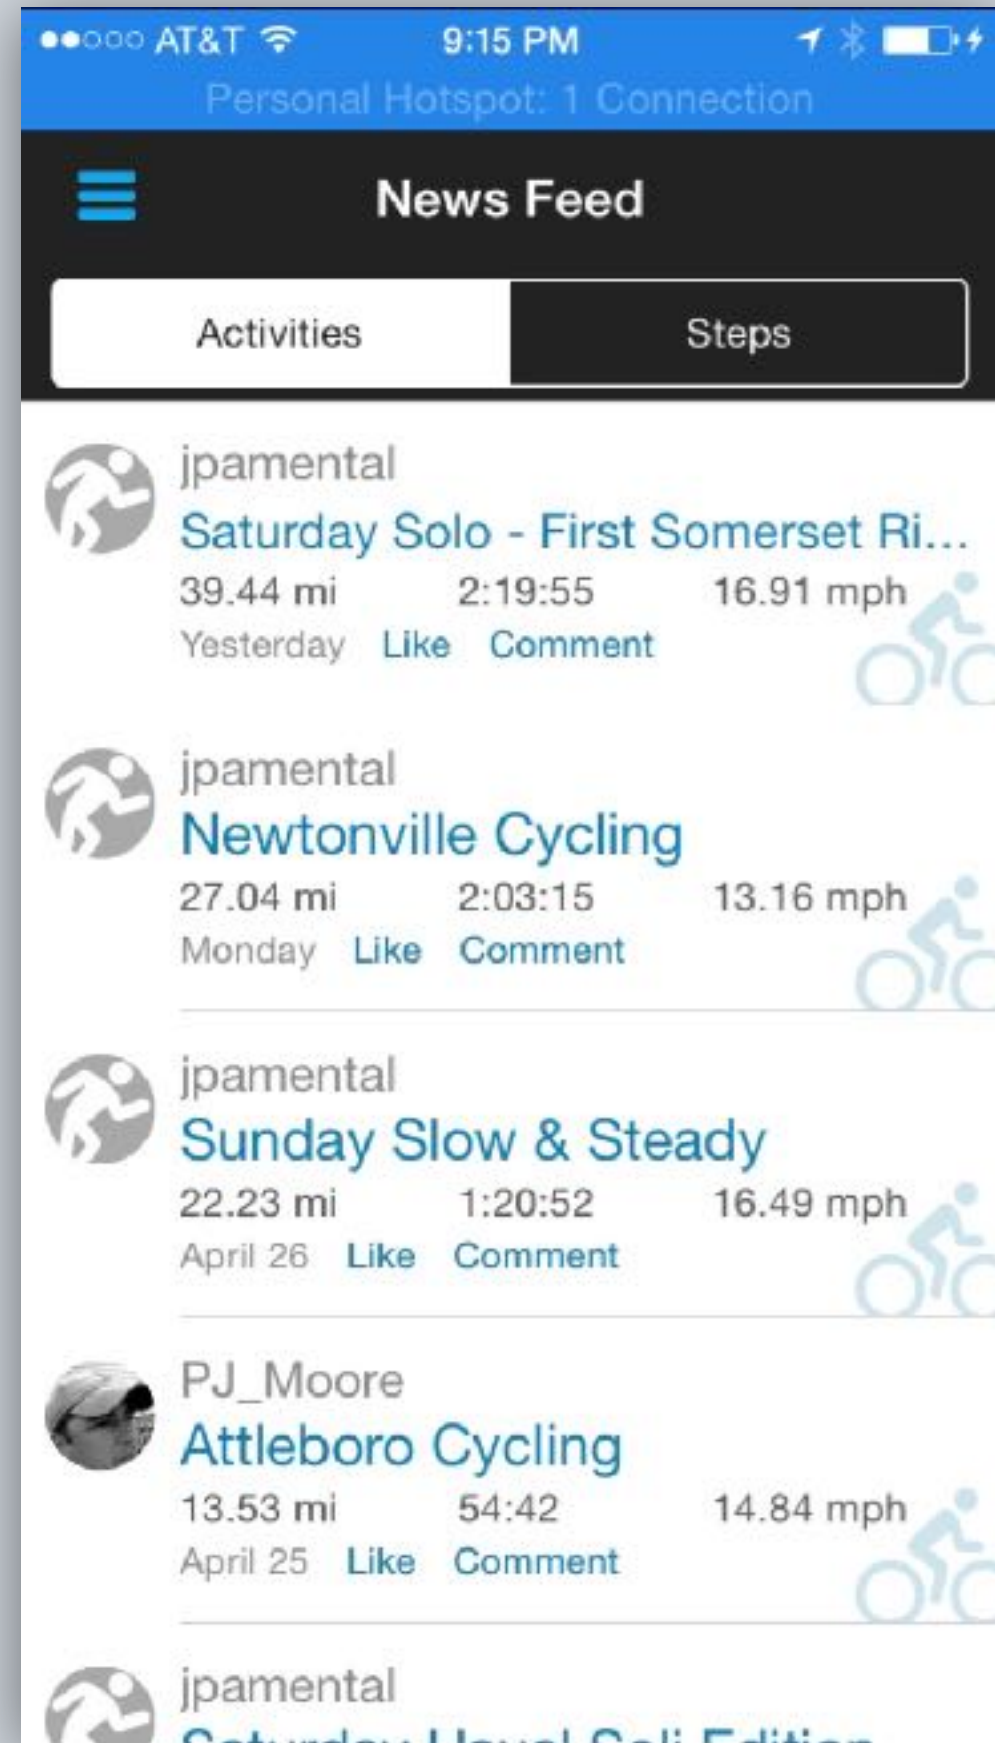 AT&T 9:15 PM
Personal Hotspot: 1 Connection
News Feed
Activities Steps
jpamental
Saturday Solo - First Somerset Ri...
39.44 mi 2:19:55 16.91 mph
Yesterday Like Comment
jpamental
Newtonville Cycling
27.04 mi 2:03:15 13.16 mph
Monday Like Comment
jpamental
Sunday Slow & Steady
22.23 mi 1:20:52 16.49 mph
April 26 Like Comment
PJ_Moore
Attleboro Cycling
13.53 mi 54:42 14.84 mph
April 25 Like Comment
jpamental
Saturday Edition